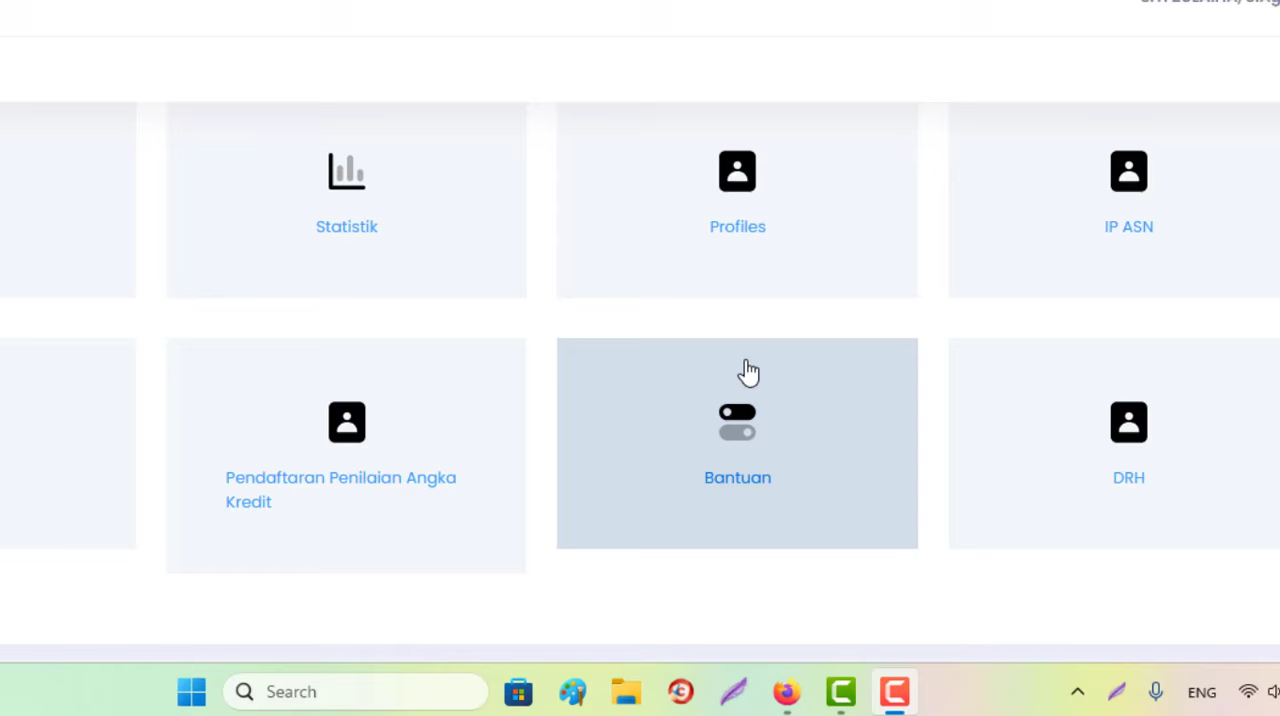 Statistik
Profiles
IP ASN
Pendaftaran Penilaian Angka
Kredit
Bantuan
DRH
Search
ENG